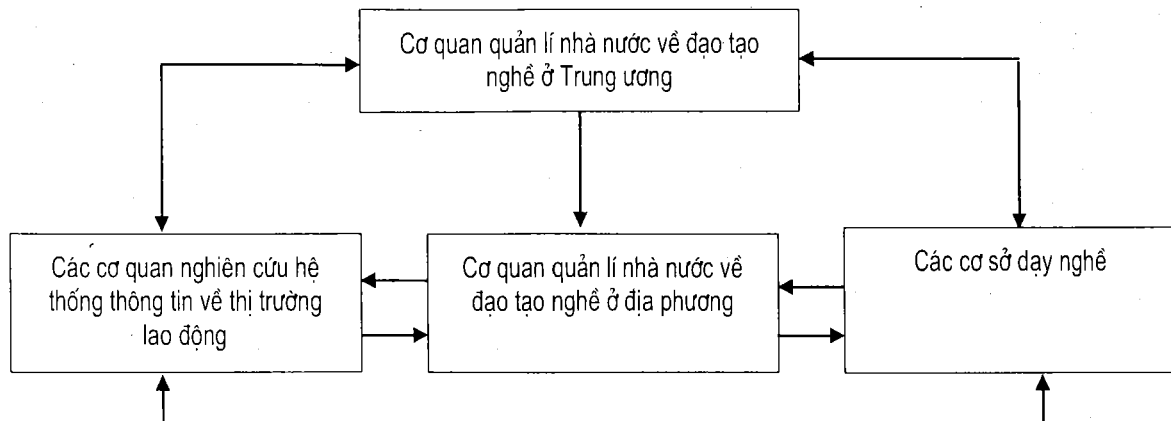 Cơ quan quản lí nhà nước về đạo tạo
nghề ở Trung ương
Các cơ quan nghiên cứu hệ
thống thông tin về thị trường
lao động
Cơ quan quản lí nhà nước về
đạo tạo nghề ở địa phương
Các cơ sở dạy nghề